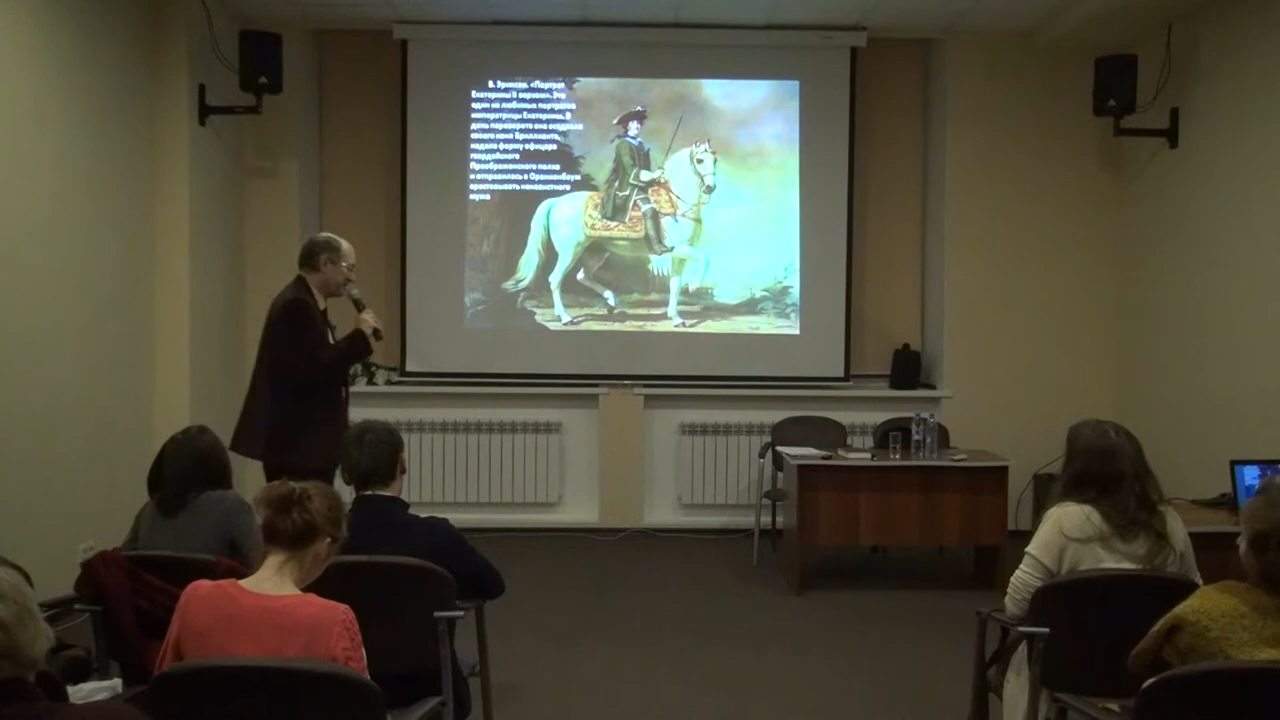 В. Эриксен. «Портрет
Екатерины II верхом». Это
один из любимых портретов
императрицы Екатерины. В
день переворота она оседлала
своего коня Бриллианта,
надела форму офицера
гвардейского
Преображенского полка
и отправилась в Ораниенбаум
арестовывать ненавистного
мужа